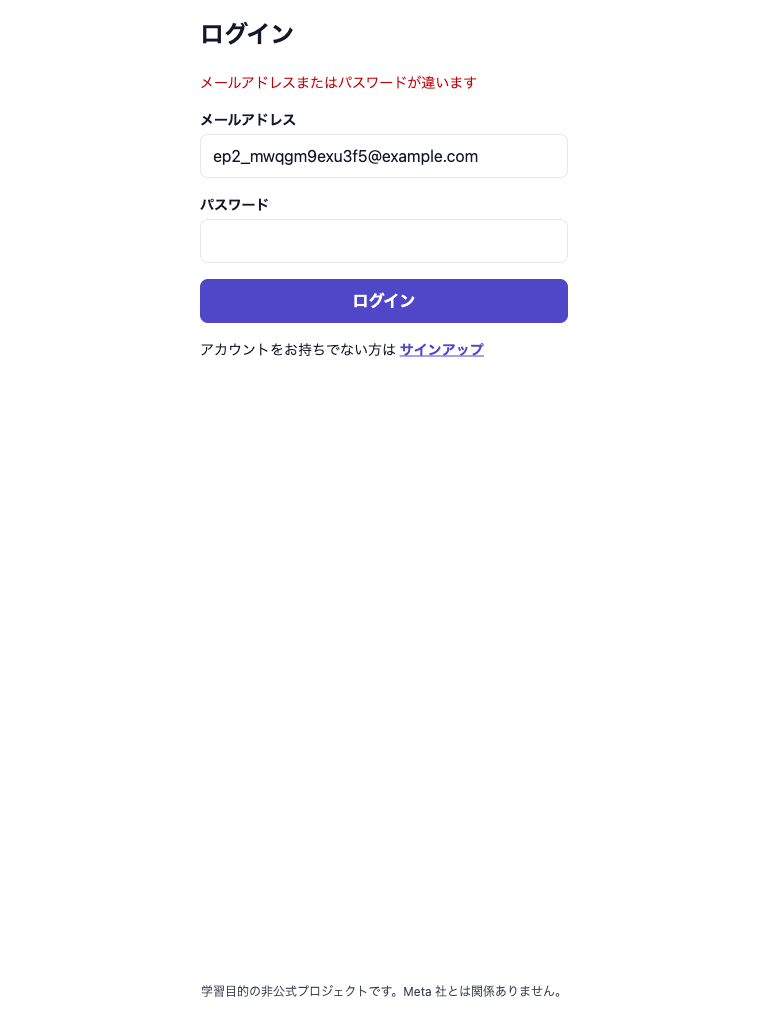 ログイン
メールアドレスまたはパスワードが違います
メールアドレス
ep2_mwqgm9exu3f5@example.com
パスワード
ログイン
アカウントをお持ちでない方は サインアップ
学習目的の非公式プロジェクトです。Meta 社とは関係ありません。